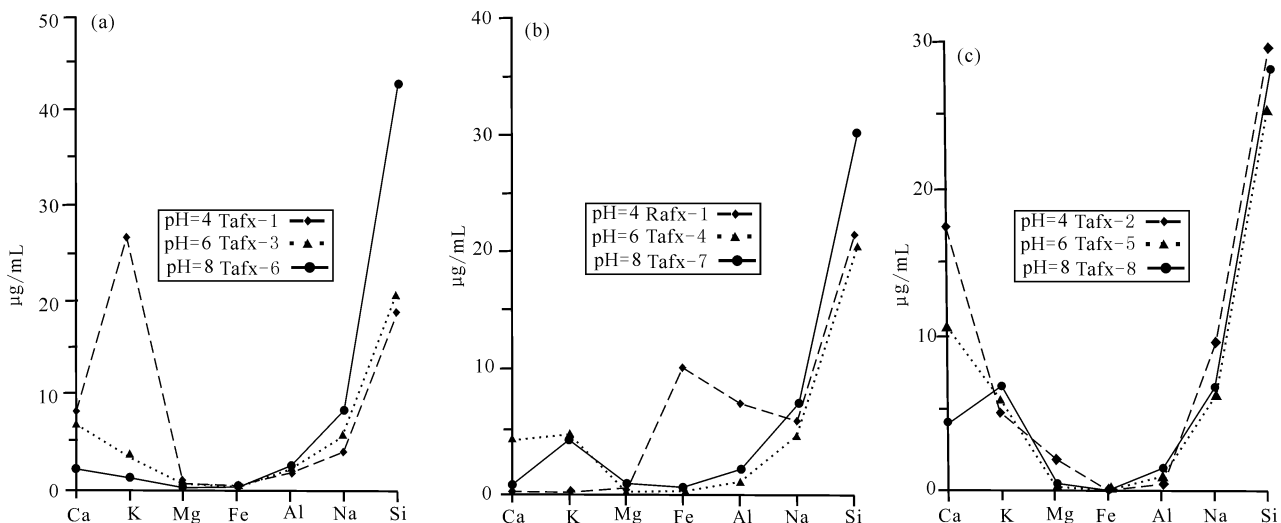 (a)
50
40
30
20
10
0
μg/mL
pH=4 Tafx-1
pH=6 Tafx-3
pH=8 Tafx-6
Ca K Mg Fe Al Na Si
(b)
40
30
20
10
0
μg/mL
pH=4 Rafx-1
pH=6 Tafx-4
pH=8 Tafx-7
Ca K Mg Fe Al Na Si
(c)
30
20
10
0
μg/mL
pH=4 Tafx-2
pH=6 Tafx-5
pH=8 Tafx-8
Ca K Mg Fe Al Na Si